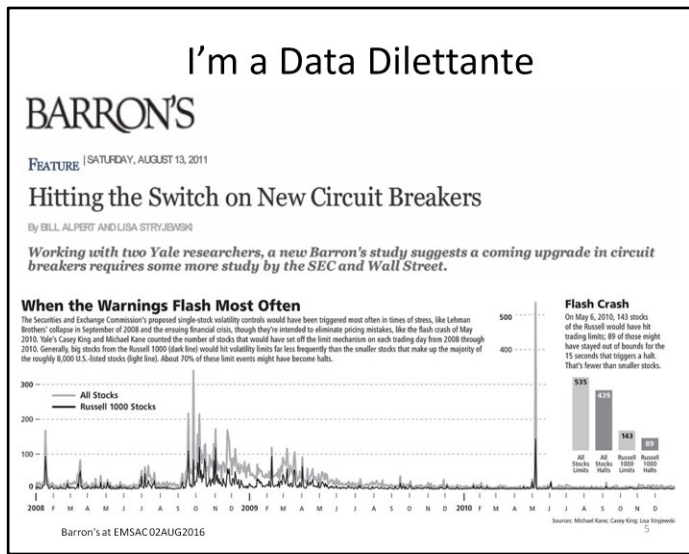 I'm a Data Dilettante
BARRON'S
FEATURE | SATURDAY, AUGUST 13, 2011
Hitting the Switch on New Circuit Breakers
By BILL ALPERT AND LISA STRYJEWSKI
Working with two Yale researchers, a new Barron's study suggests a coming upgrade in circuit
breakers requires some more study by the SEC and Wall Street.
When the Warnings Flash Most Often
The Securities and Exchange Commission's proposed single-stock volatility controls would have been triggered most often in times of stress, like Lehman
Brothers' collapse in September of 2008 and the ensuing financial crisis, though they're intended to eliminate pricing mistakes, like the flash crash of May
2010. Yale's Casey King and Michael Kane counted the number of stocks that would have set off the limit mechanism on each trading day from 2008 through
2010. Generally, big stocks from the Russell 1000 (dark line) would hit volatility limits far less frequently than the smaller stocks that make up the majority of
the roughly 8,000 U.S.-listed stocks (light line). About 70% of these limit events might have become halts.
All Stocks
Russell 1000 Stocks
500
400
300
200
100
0
2008 F M A M J J A S O N D 2009 F M A M J J A S O N D 2010 F M A M J J A S O N D
Flash Crash
On May 6, 2010, 143 stocks
of the Russell would have hit
trading limits; 89 of those might
have stayed out of bounds for the
15 seconds that triggers a halt.
That's fewer than smaller stocks.
535
439
143
89
All Stocks Limits
All Stocks Halts
Russell 1000 Limits
Russell 1000 Halts
Sources: Michael Kane; Casey King; Lisa Stryjewski
Barron's at EMSAC 02AUG2016
5